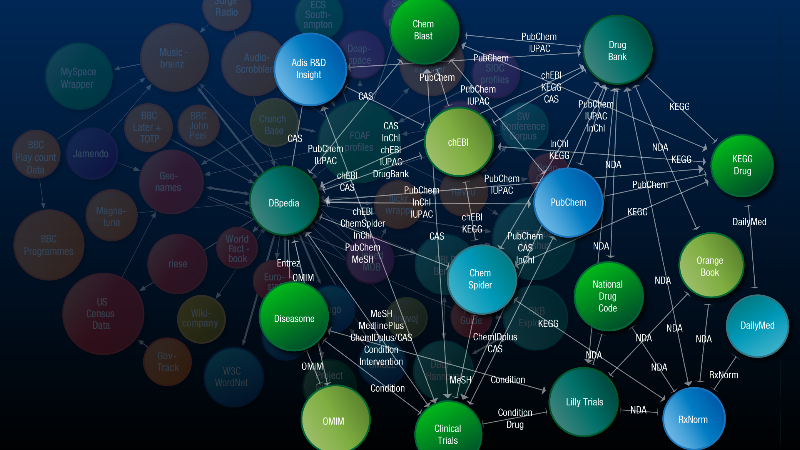 Surge
Radio
ECS
South-
ampton
Chem
Blast
Music-
brainz
Audio-
Scrobbler
Adis R&D
Insight
Doap-
space
PubChem
IUPAC
Drug
Bank
MySpace
Wrapper
PubChem
SIOC
profiles
PubChem
chEBI
KEGG
CAS
PubChem
IUPAC
CAS
PubChem
IUPAC
InChI
KEGG
BBC
Later +
TOTP
BBC
John
Peel
Crunch
Base
SW
Conference
Corpus
FOAF
profiles
CAS
InChI
chEBI
IUPAC
DrugBank
CAS
chEBI
InChI
KEGG
NDA
BBC
Play count
Data
Jamendo
PubChem
IUPAC
NDA
KEGG
KEGG
Drug
Geo-
names
chEBI
CAS
PubChem
IUPAC
PubChem
DBpedia
PubChem
InChI
IUPAC
PubChem
Magna-
tune
chEBI
ChemSpider
InChI
PubChem
MeSH
chEBI
KEGG
KEGG
DailyMed
BBC
Programmes
World
Fact-
book
CAS
PubChem
CAS
InChI
NDA
riese
Entrez
OMIM
Chem
Spider
Orange
Book
National
Drug
Code
NDA
US
Census
Data
Wiki-
company
Diseasome
MeSH
MedlinePlus
ChemIDplus/CAS
Condition
Intervention
Guide
KEGG
DailyMed
ChemIDplus
CAS
NDA
NDA
NDA
Gov-
Track
W3C
WordNet
OMIM
Condition
MeSH
Condition
RxNorm
OMIM
Clinical
Trials
Condition
Drug
Lilly Trials
NDA
RxNorm